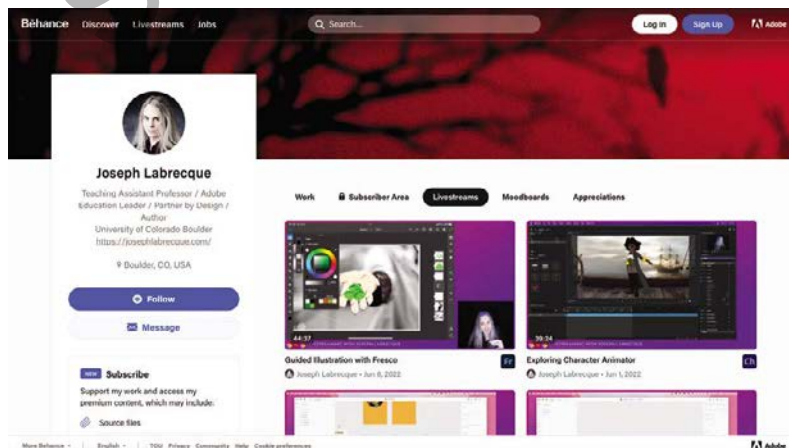 Bēhance Discover Livestreams Jobs
Search...
Log In Sign Up Adobe
Joseph Labrecque
Teaching Assistant Professor / Adobe
Education Leader / Partner by Design /
Author
University of Colorado Boulder
https://josephlabrecque.com/
Boulder, CO, USA
Follow
Message
NEW Subscribe
Support my work and access my
premium content, which may include:
Source files
Work Subscriber Area Livestreams Moodboards Appreciations
44:37
39:34
Guided Illustration with Fresco Fr
Joseph Labrecque • Jun 8, 2022
Exploring Character Animator Ch
Joseph Labrecque • Jun 1, 2022
More Behance English TOU Privacy Community Help Cookie preferences Adobe